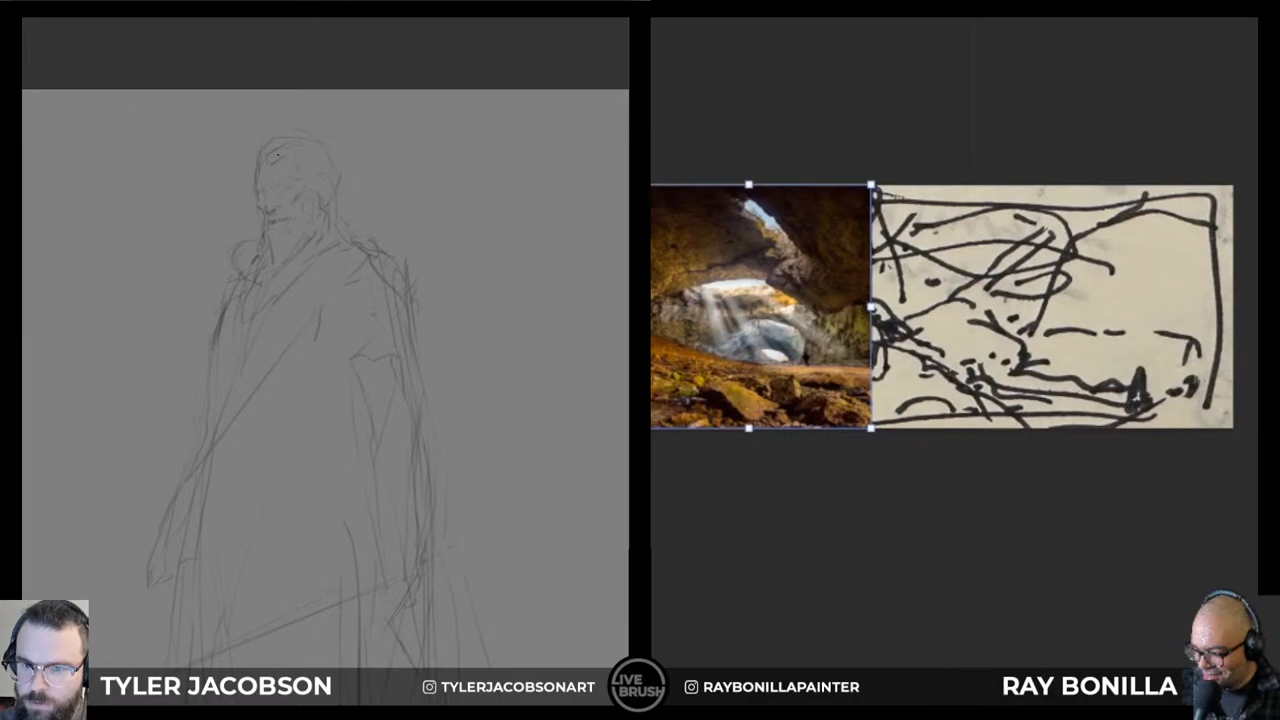 TYLER JACOBSON
TYLERJACOBSONART
LIVE
BRUSH
RAYBONILLAPAINTER
RAY BONILLA